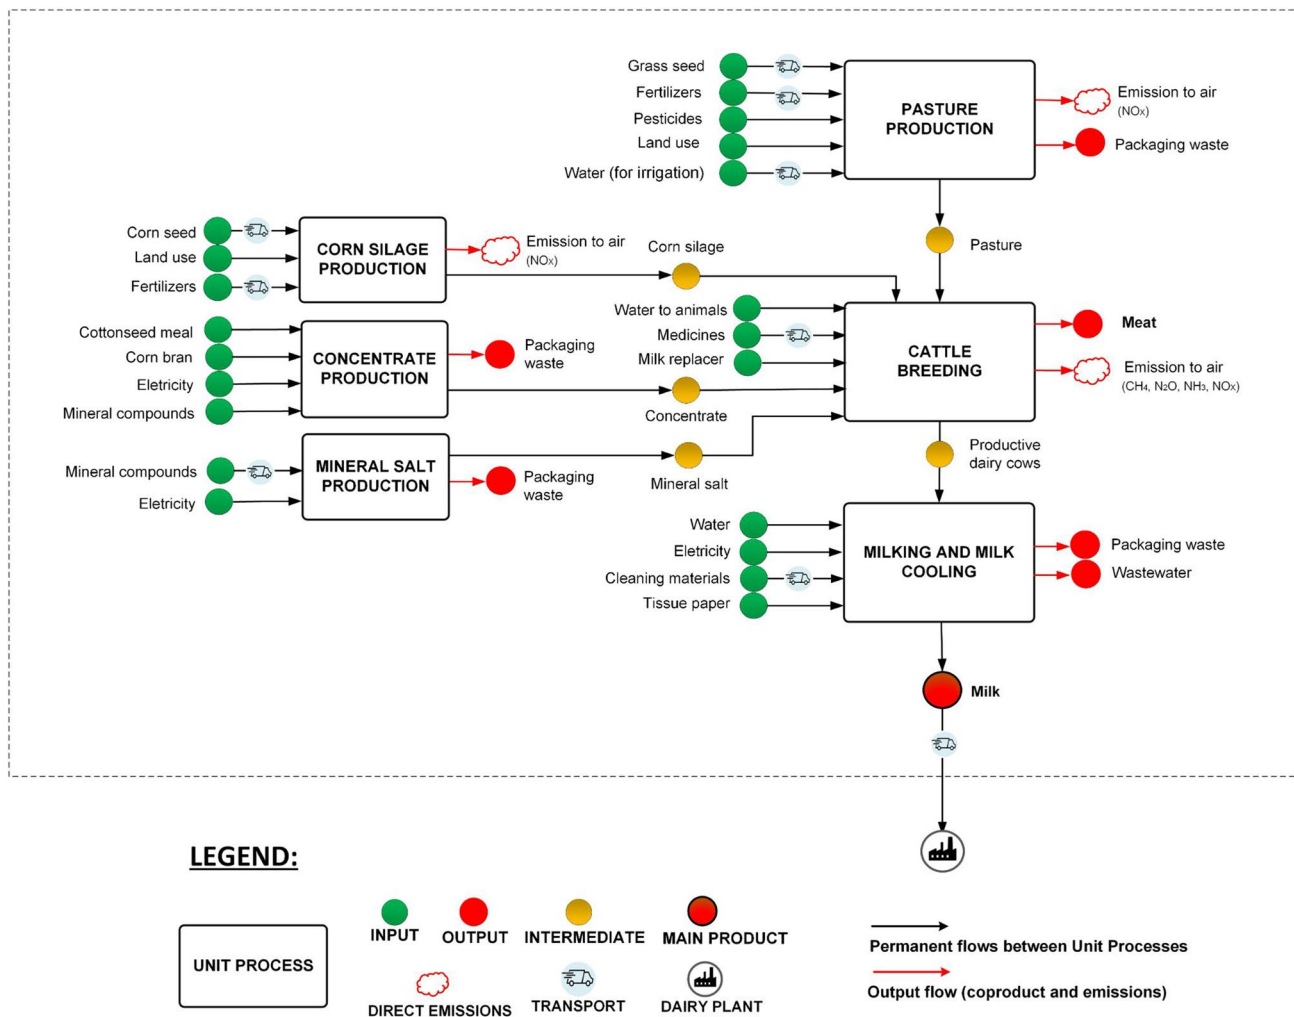 Grass seed
Fertilizers
Pesticides
Land use
Water (for irrigation)
PASTURE
PRODUCTION
Emission to air
(NOx)
Packaging waste
Pasture
Corn seed
Land use
Fertilizers
CORN SILAGE
PRODUCTION
Emission to air
(NOx)
Corn silage
Cottonseed meal
Corn bran
Eletricity
Mineral compounds
CONCENTRATE
PRODUCTION
Packaging
waste
Concentrate
Water to animals
Medicines
Milk replacer
CATTLE
BREEDING
Meat
Emission to air
(CH4, N2O, NH3, NOx)
Mineral compounds
Eletricity
MINERAL SALT
PRODUCTION
Packaging
waste
Mineral salt
Productive
dairy cows
Water
Eletricity
Cleaning materials
Tissue paper
MILKING AND MILK
COOLING
Packaging waste
Wastewater
Milk
LEGEND:
UNIT PROCESS
INPUT
OUTPUT
INTERMEDIATE
MAIN PRODUCT
DIRECT EMISSIONS
TRANSPORT
DAIRY PLANT
Permanent flows between Unit Processes
Output flow (coproduct and emissions)